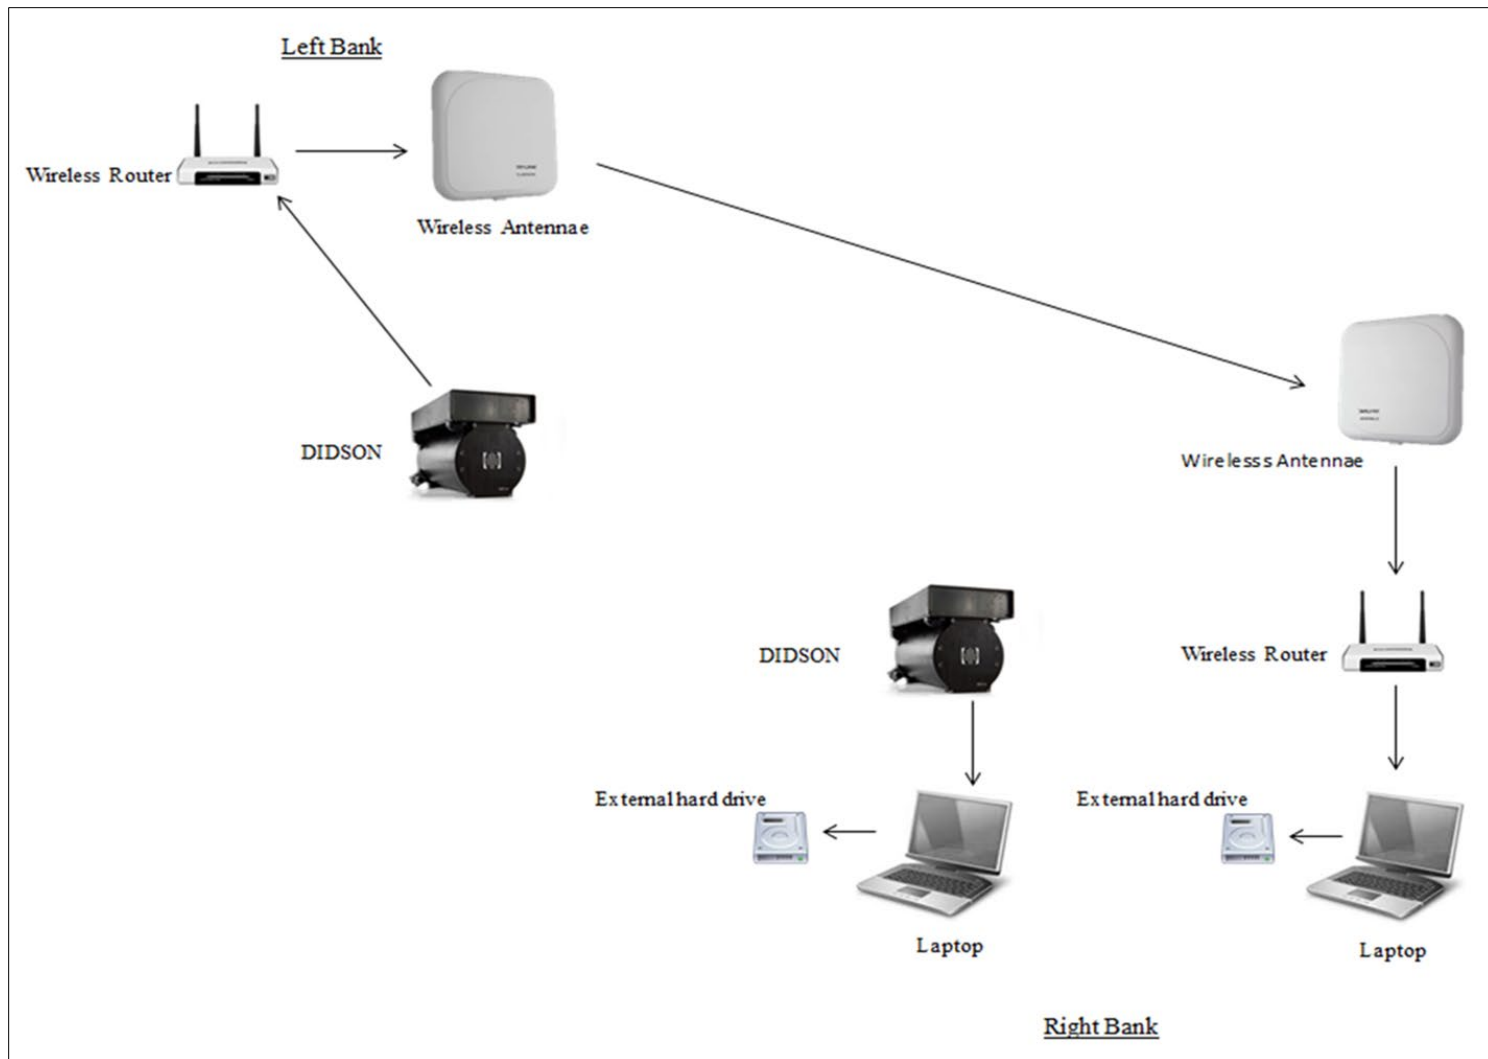 Left Bank
Wireless Router
Wireless Antennae
DIDSON
Wirelesss Antennae
DIDSON
Wireless Router
External hard drive
External hard drive
Laptop
Laptop
Right Bank